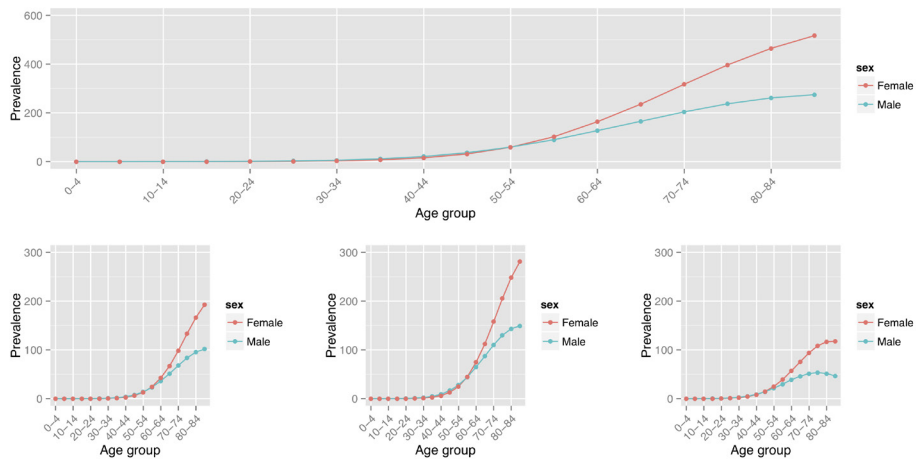 600
400
200
0
Prevalence
0−4
10−14
20−24
30−34
40−44
50−54
60−64
70−74
80−84
Age group
sex
Female
Male
300
200
100
0
Prevalence
0−4
10−14
20−24
30−34
40−44
50−54
60−64
70−74
80−84
Age group
sex
Female
Male
300
200
100
0
Prevalence
0−4
10−14
20−24
30−34
40−44
50−54
60−64
70−74
80−84
Age group
sex
Female
Male
300
200
100
0
Prevalence
0−4
10−14
20−24
30−34
40−44
50−54
60−64
70−74
80−84
Age group
sex
Female
Male